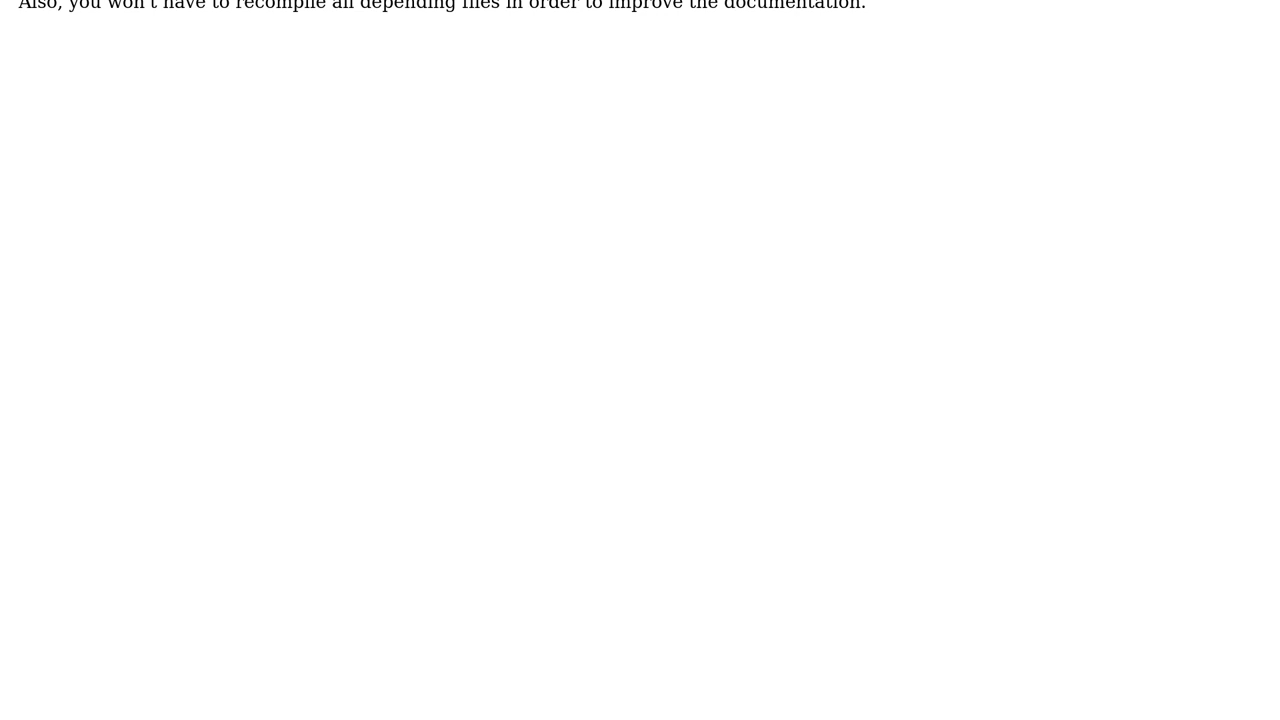 Also, you won't have to recompile all depending files in order to improve the documentation.